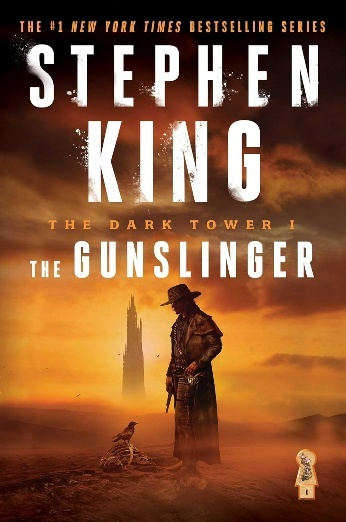 THE #1 NEW YORK TIMES BESTSELLING SERIES
STEPHEN
KING
THE DARK TOWER I
THE GUNSLINGER